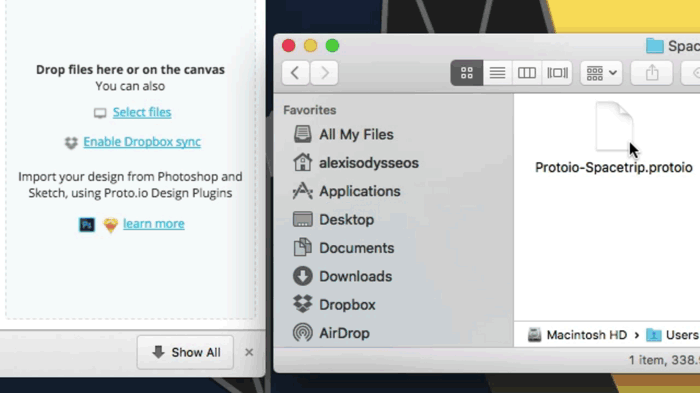 Drop files here or on the canvas
You can also
Select files
Enable Dropbox sync
Import your design from Photoshop and
Sketch, using Proto.io Design Plugins
Ps
learn more
Show All
Spac
Favorites
All My Files
alexisodysseos
Applications
Desktop
Documents
Downloads
Dropbox
AirDrop
Protoio-Spacetrip.protoio
Macintosh HD › Users
1 item, 338.9